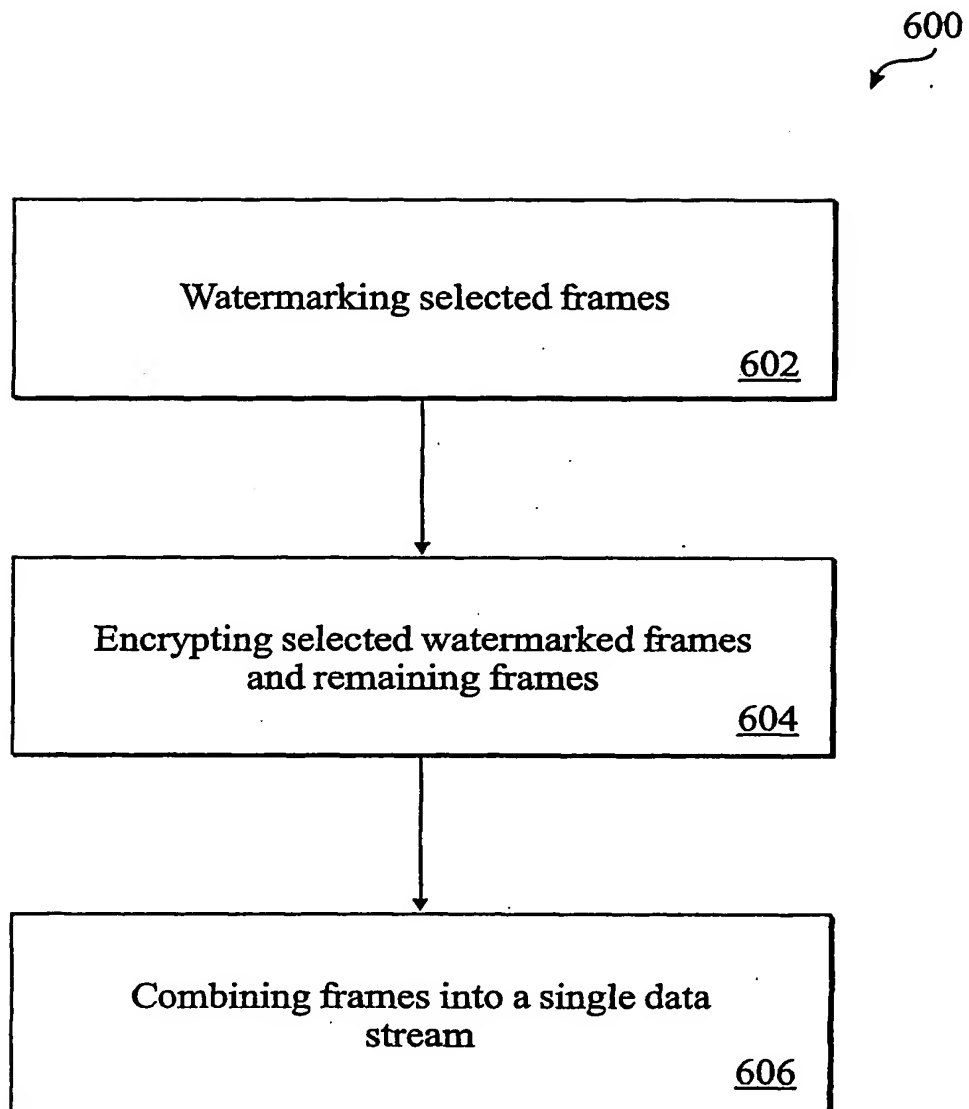 600
Watermarking selected frames
602
Encrypting selected watermarked frames
and remaining frames
604
Combining frames into a single data
stream
606